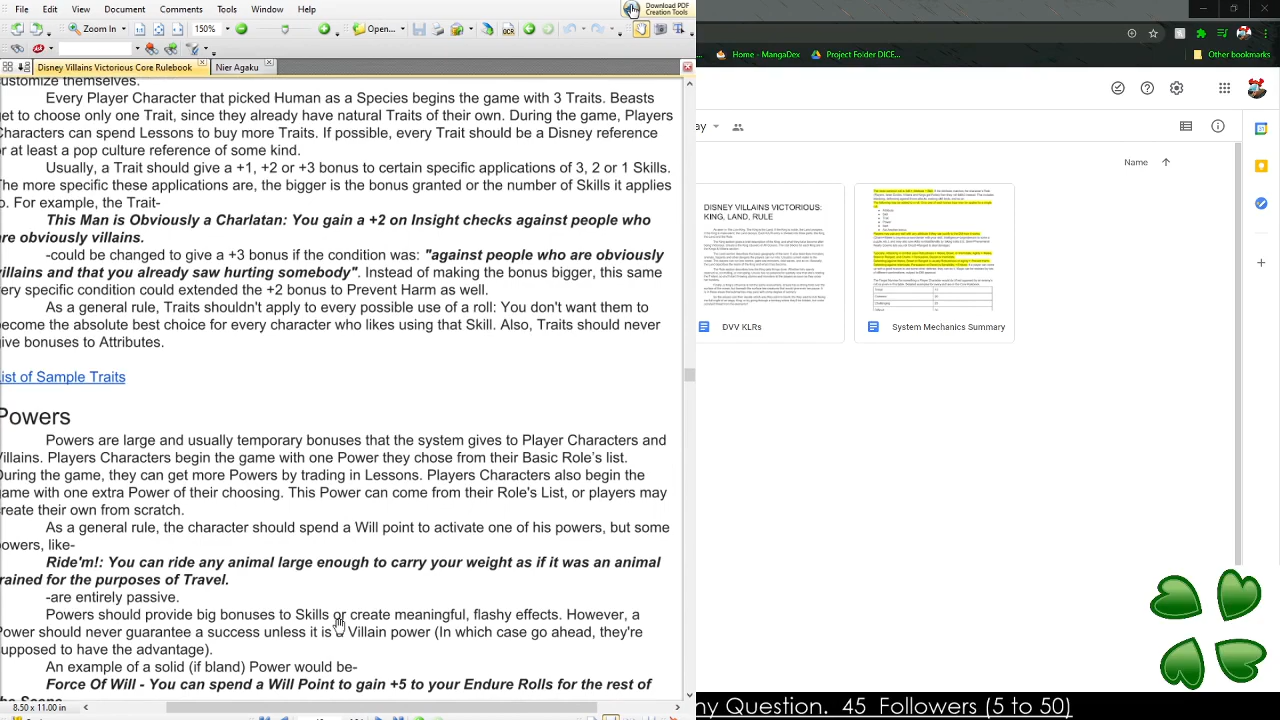 File Edit View Document Comments Tools Window Help
Download PDF
Creation Tools
Zoom In 150% OCR Open...
Disney Villains Victorious Core Rulebook Nier Agaku
customize themselves.
Every Player Character that picked Human as a Species begins the game with 3 Traits. Beasts
get to choose only one Trait, since they already have natural Traits of their own. During the game, Players
Characters can spend Lessons to buy more Traits. If possible, every Trait should be a Disney reference
or at least a pop culture reference of some kind.
Usually, a Trait should give a +1, +2 or +3 bonus to certain specific applications of 3, 2 or 1 Skills.
The more specific these applications are, the bigger is the bonus granted or the number of Skills it applies
to. For example, the Trait-
This Man is Obviously a Villain: You gain a +2 on Insight checks against people who
are obviously villains.
-could be changed to be a +3 bonus if the condition was: "against people who are obviously
villains and that you already saw hurt somebody". Instead of making the bonus bigger, this same
new condition could let you apply the +2 bonus to Prevent Harm as well.
As a general rule, Traits shouldn't apply to every possible use of a roll: You don't want them to
become the absolute best choice for every character who likes using that Skill. Also, Traits should never
give bonuses to Attributes.
List of Sample Traits
Powers
Powers are large and usually temporary bonuses that the system gives to Player Characters and
Villains. Players Characters begin the game with one Power they chose from their Basic Role's list.
During the game, they can get more Powers by trading in Lessons. Players Characters also begin the
game with one extra Power of their choosing. This Power can come from their Role's List, or players may
create their own from scratch.
As a general rule, the character should spend a Will point to activate one of his powers, but some
powers, like-
Ride'm!: You can ride any animal large enough to carry your weight as if it was an animal
trained for the purposes of Travel.
-are entirely passive.
Powers should provide big bonuses to Skills or create meaningful, flashy effects. However, a
Power should never guarantee a success unless it is a Villain power (In which case go ahead, they're
supposed to have the advantage).
An example of a solid (if bland) Power would be-
Force Of Will - You can spend a Will Point to gain +5 to your Endure Rolls for the rest of
the Scene
8.50 x 11.00 in
Home - MangaDex Project Folder DICE... Other bookmarks
ay
Name
DISNEY VILLAINS VICTORIOUS:
KING, LAND, RULE
DVV KLRs
System Mechanics Summary
ny Question. 45 Followers (5 to 50)